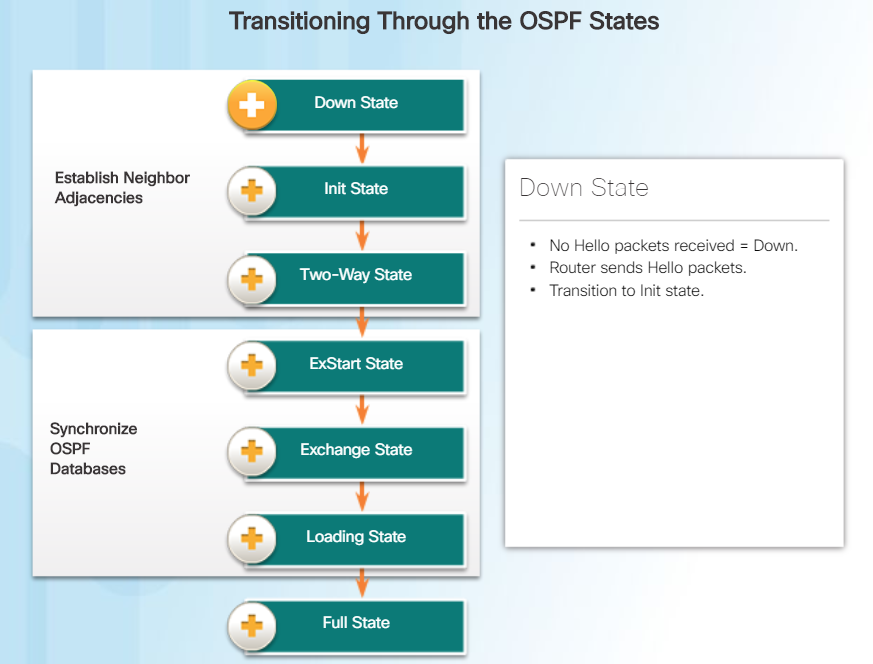 Transitioning Through the OSPF States
Establish Neighbor
Adjacencies
Down State
Init State
Two-Way State
Synchronize
OSPF
Databases
ExStart State
Exchange State
Loading State
Full State
Down State
• No Hello packets received = Down.
• Router sends Hello packets.
• Transition to Init state.